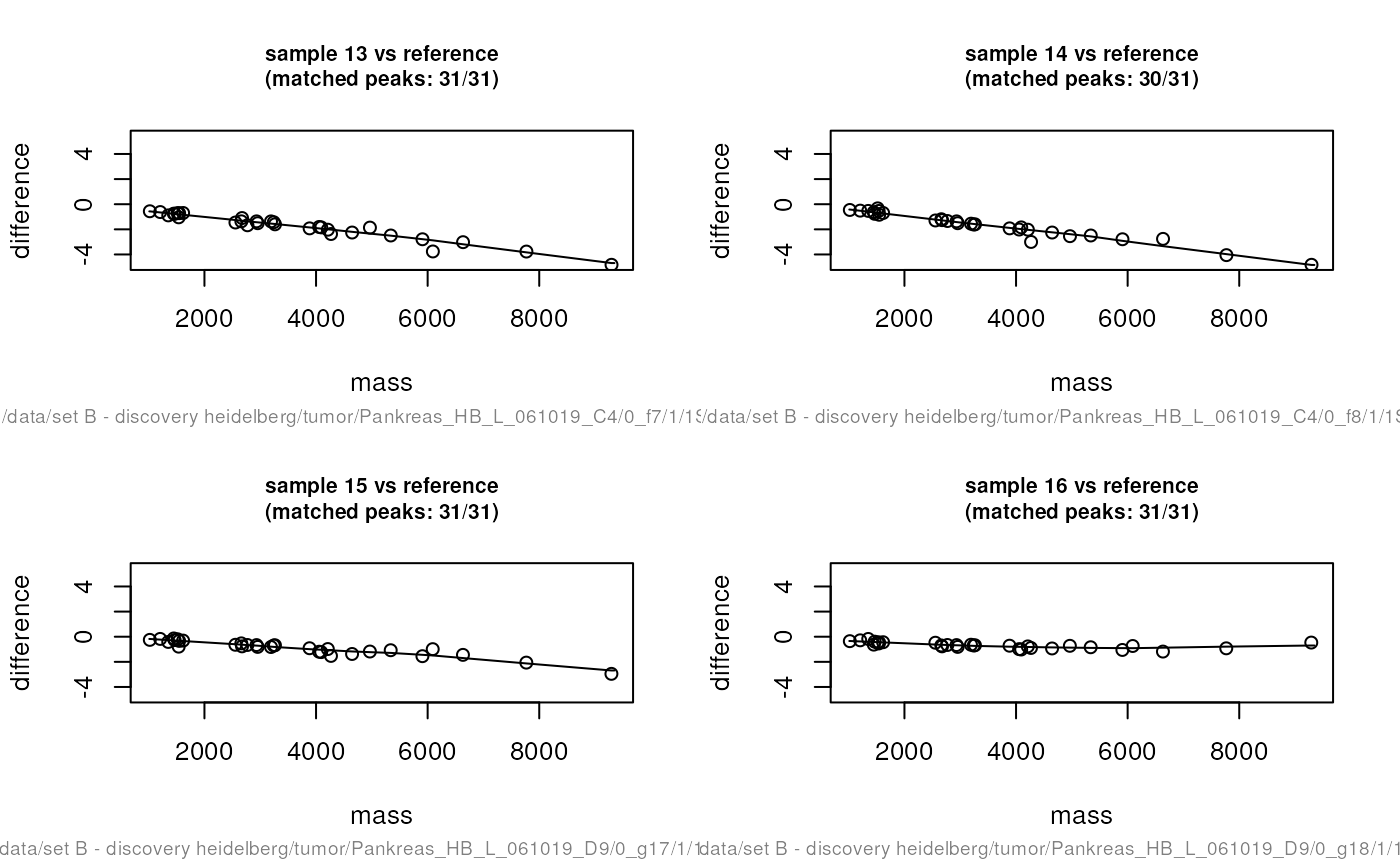 sample 13 vs reference
(matched peaks: 31/31)
difference
4
0
-4
2000 4000 6000 8000
mass
/data/set B - discovery heidelberg/tumor/Pankreas_HB_L_061019_C4/0_f7/1/1S
sample 14 vs reference
(matched peaks: 30/31)
difference
4
0
-4
2000 4000 6000 8000
mass
/data/set B - discovery heidelberg/tumor/Pankreas_HB_L_061019_C4/0_f8/1/1S
sample 15 vs reference
(matched peaks: 31/31)
difference
4
0
-4
2000 4000 6000 8000
mass
data/set B - discovery heidelberg/tumor/Pankreas_HB_L_061019_D9/0_g17/1/1
sample 16 vs reference
(matched peaks: 31/31)
difference
4
0
-4
2000 4000 6000 8000
mass
data/set B - discovery heidelberg/tumor/Pankreas_HB_L_061019_D9/0_g18/1/1